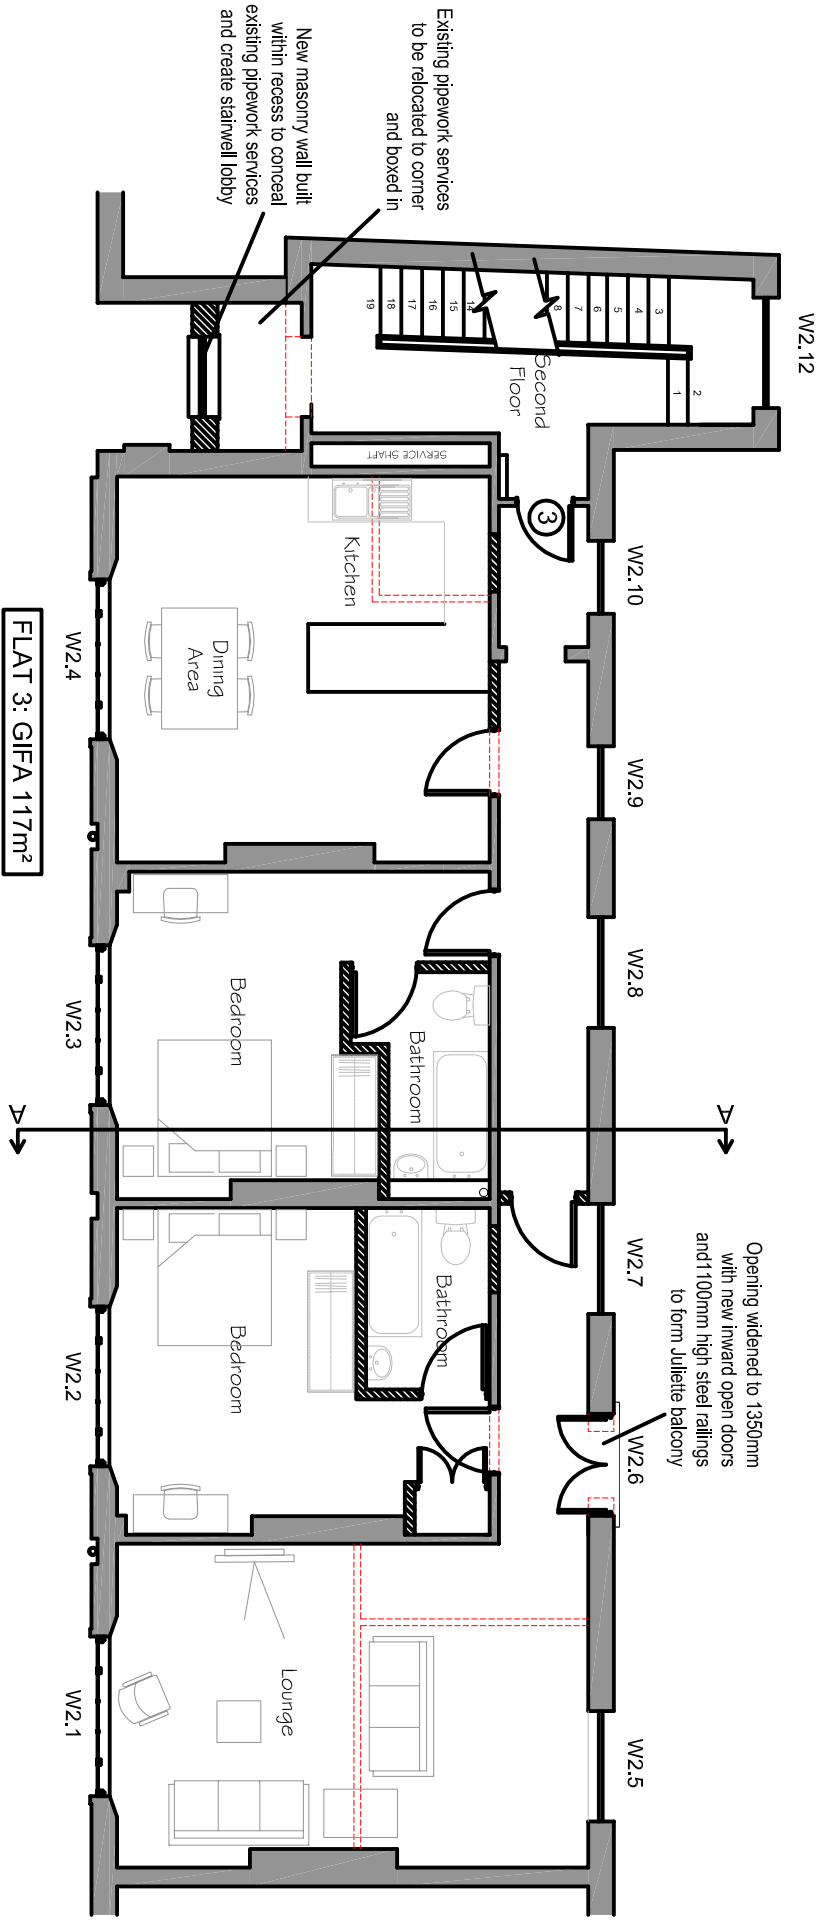 W2.12
Existing pipework services
to be relocated to corner
and boxed in
New masonry wall built
within recess to conceal
existing pipework services
and create stairwell lobby
19
18
17
16
15
14
8
7
6
5
4
3
2
1
Second
Floor
SERVICE SHAFT
3
W2.10
W2.9
W2.8
W2.7
W2.6
W2.5
Opening widened to 1350mm
with new inward open doors
and1100mm high steel railings
to form Juliette balcony
Kitchen
Dining
Area
Bedroom
Bathroom
Bathroom
Bedroom
Lounge
A
A
W2.4
W2.3
W2.2
W2.1
FLAT 3: GIFA 117m²